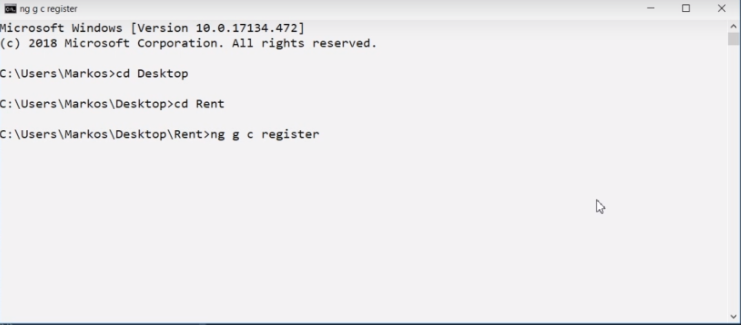 ng g c register
Microsoft Windows [Version 10.0.17134.472]
(c) 2018 Microsoft Corporation. All rights reserved.
C:\Users\Markos>cd Desktop
C:\Users\Markos\Desktop>cd Rent
C:\Users\Markos\Desktop\Rent>ng g c register